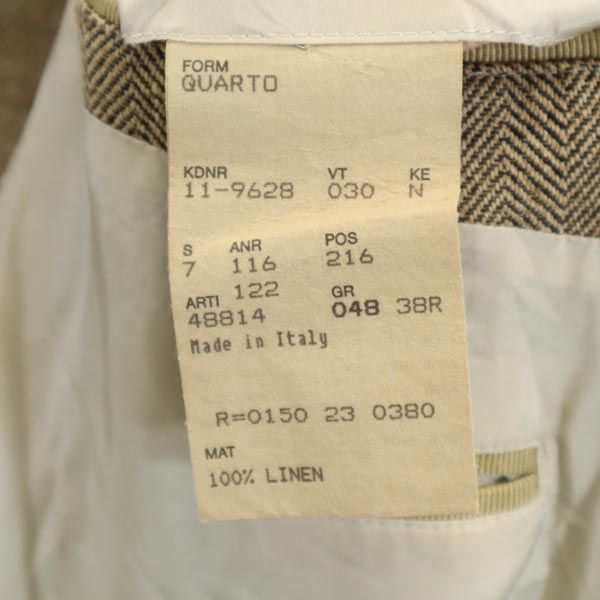 FORM
QUARTO
KDNR VT KE
11-9628 030 N
S ANR POS
7 116 216
ARTI 122 GR
48814 048 38R
Made in Italy
R=0150 23 0380
MAT
100% LINEN